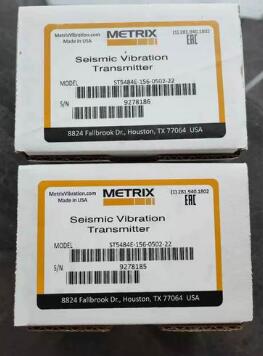 MetrixVibration.com
Made in USA
METRIX
(1) 281.940.1802
EAC
Seismic Vibration
Transmitter
MODEL ST5484E-156-0502-22
S/N 9278186
8824 Fallbrook Dr., Houston, TX 77064 USA
MetrixVibration.com
Made in USA
METRIX
(1) 281.940.1802
EAC
Seismic Vibration
Transmitter
MODEL ST5484E-156-0502-22
S/N 9278185
8824 Fallbrook Dr., Houston, TX 77064 USA